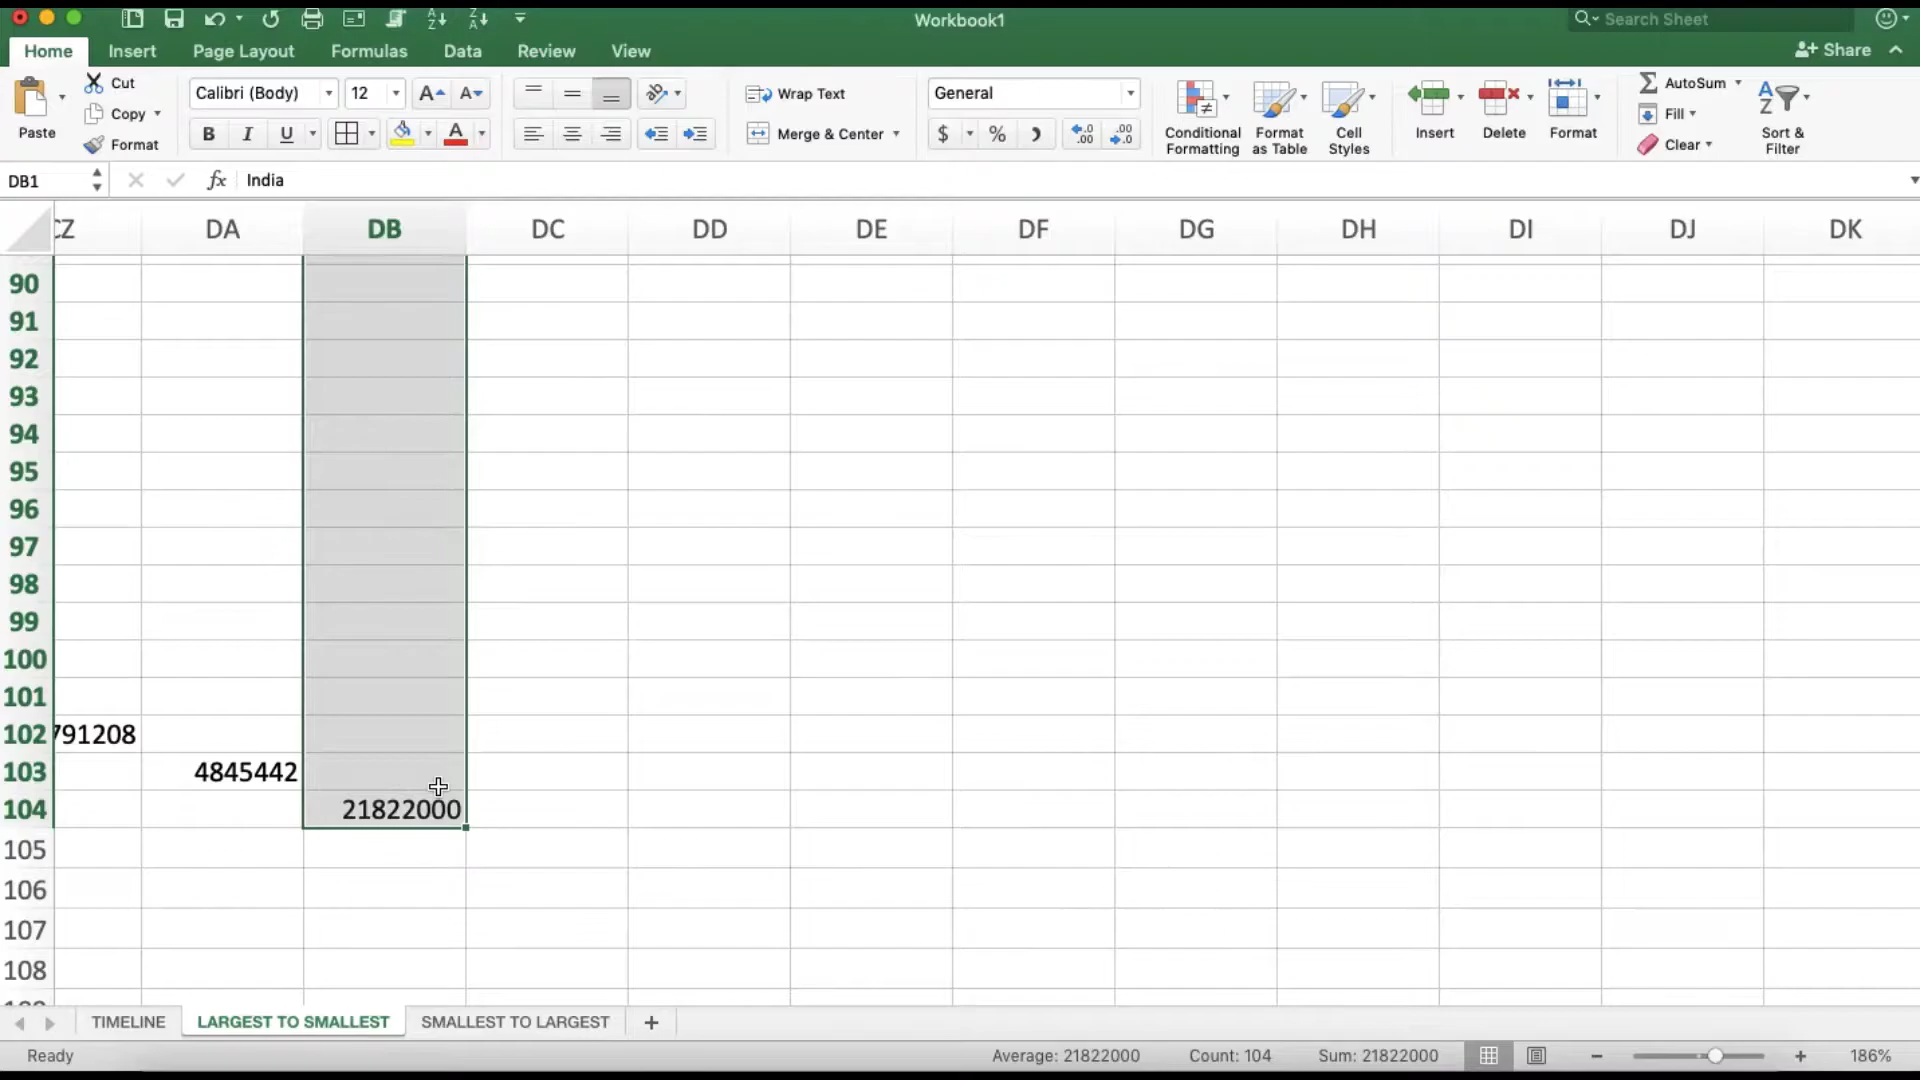 Workbook1
Search Sheet
Home Insert Page Layout Formulas Data Review View
Share
Paste
Cut
Copy
Format
Calibri (Body) 12
B I U
Wrap Text
Merge & Center
General
$ %
Conditional Formatting
Format as Table
Cell Styles
Insert
Delete
Format
AutoSum
Fill
Clear
Sort & Filter
DB1 fx India
CZ DA DB DC DD DE DF DG DH DI DJ DK
90
91
92
93
94
95
96
97
98
99
100
101
102 791208
103 4845442
104 21822000
105
106
107
108
TIMELINE LARGEST TO SMALLEST SMALLEST TO LARGEST
Ready Average: 21822000 Count: 104 Sum: 21822000 186%